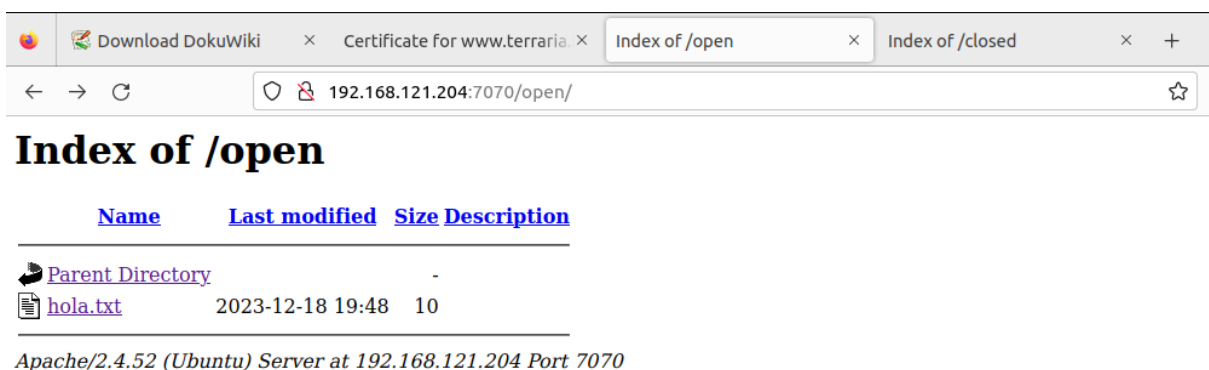 Download DokuWiki × Certificate for www.terraria. × Index of /open × Index of /closed × +
192.168.121.204:7070/open/
Index of /open
Name Last modified Size Description
Parent Directory -
hola.txt 2023-12-18 19:48 10
Apache/2.4.52 (Ubuntu) Server at 192.168.121.204 Port 7070